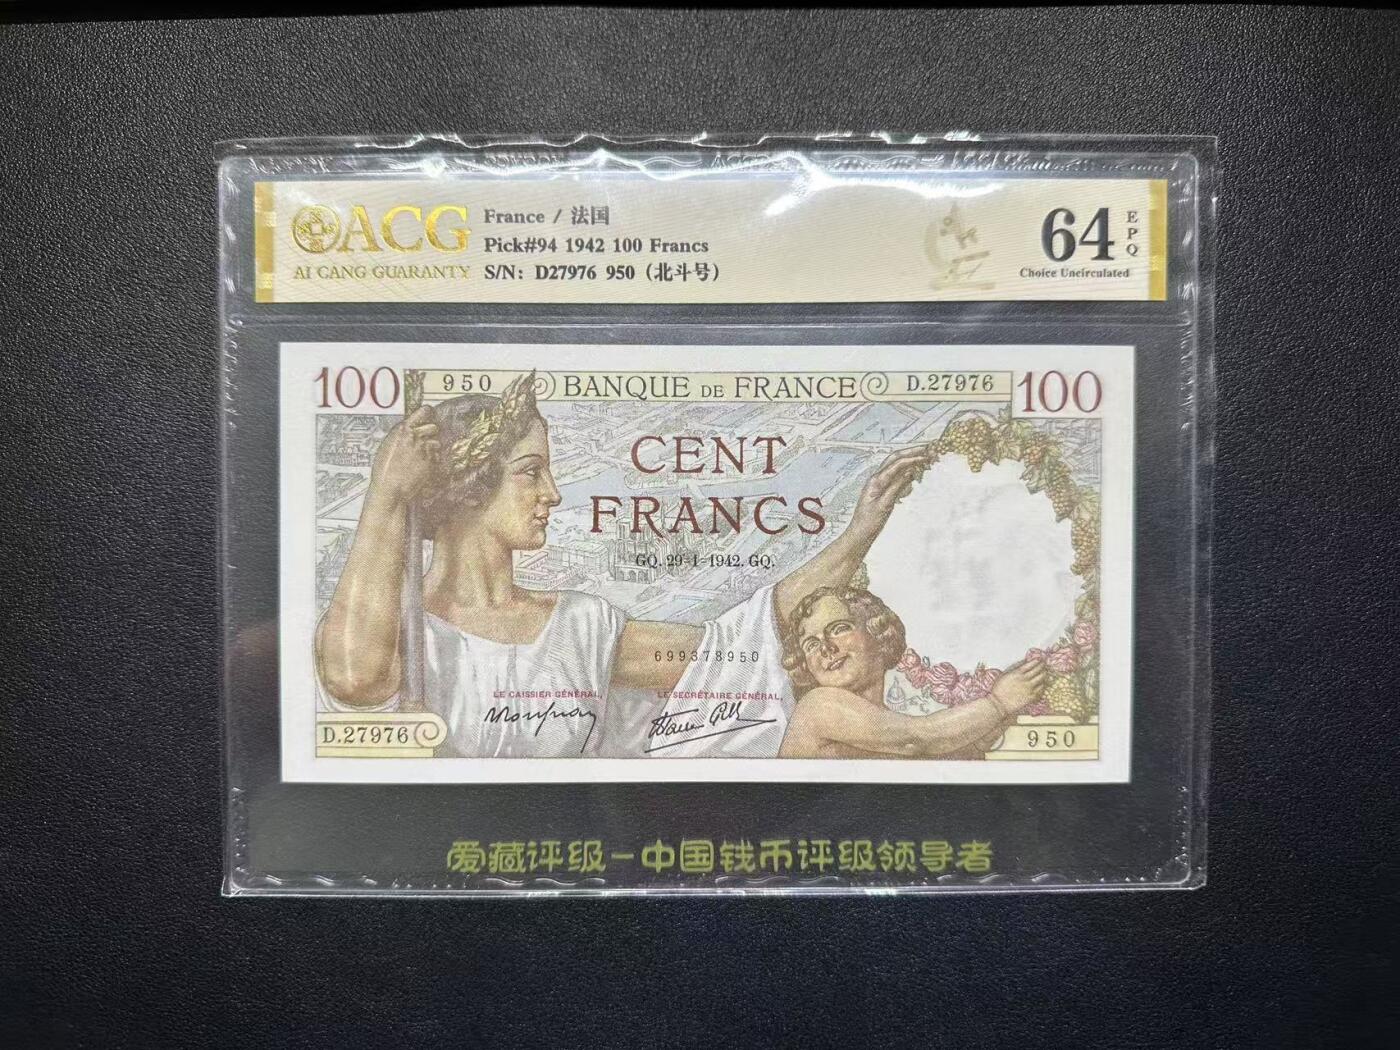 ACG
AI CANG GUARANTY
France / 法国
Pick#94 1942 100 Francs
S/N: D27976 950 (北斗号)
64
EPQ
Choice Uncirculated
100
950
BANQUE DE FRANCE
D.27976
100
CENT
FRANCS
GQ. 29-1-1942. GQ.
699378950
LE CAISSIER GÉNÉRAL,
LE SECRÉTAIRE GÉNÉRAL,
D.27976
950
爱藏评级-中国钱币评级领导者